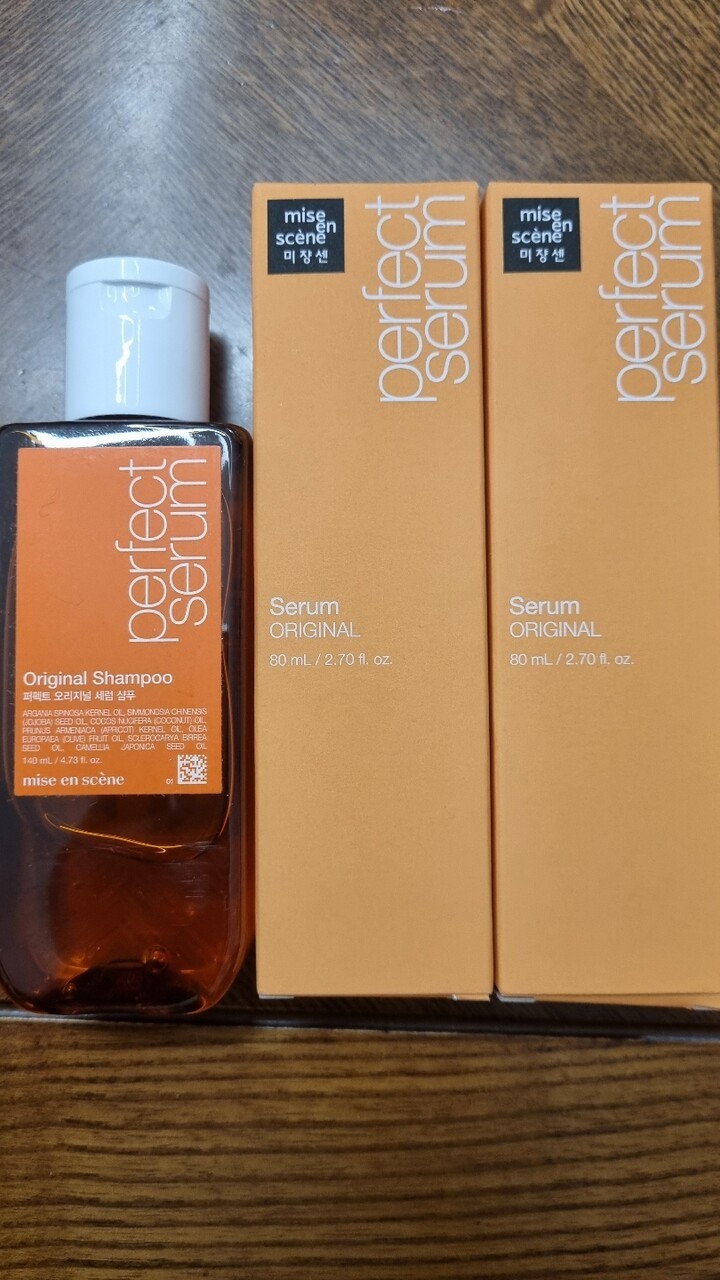 perfect
serum
Original Shampoo
퍼펙트 오리지널 세럼 샴푸
ARGANIA SPINOSA KERNEL OIL, SIMMONDSIA CHINENSIS
(JOJOBA) SEED OIL, COCOS NUCIFERA (COCONUT) OIL,
PRUNUS ARMENIACA (APRICOT) KERNEL OIL, OLEA
EUROPAEA (OLIVE) FRUIT OIL, SCLEROCARYA BIRREA
SEED OIL, CAMELLIA JAPONICA SEED OIL
140 mL / 4.73 fl. oz.
mise en scène
01
mise
en
scène
미쟝센
perfect
serum
Serum
ORIGINAL
80 mL / 2.70 fl. oz.
mise
en
scène
미쟝센
perfect
serum
Serum
ORIGINAL
80 mL / 2.70 fl. oz.